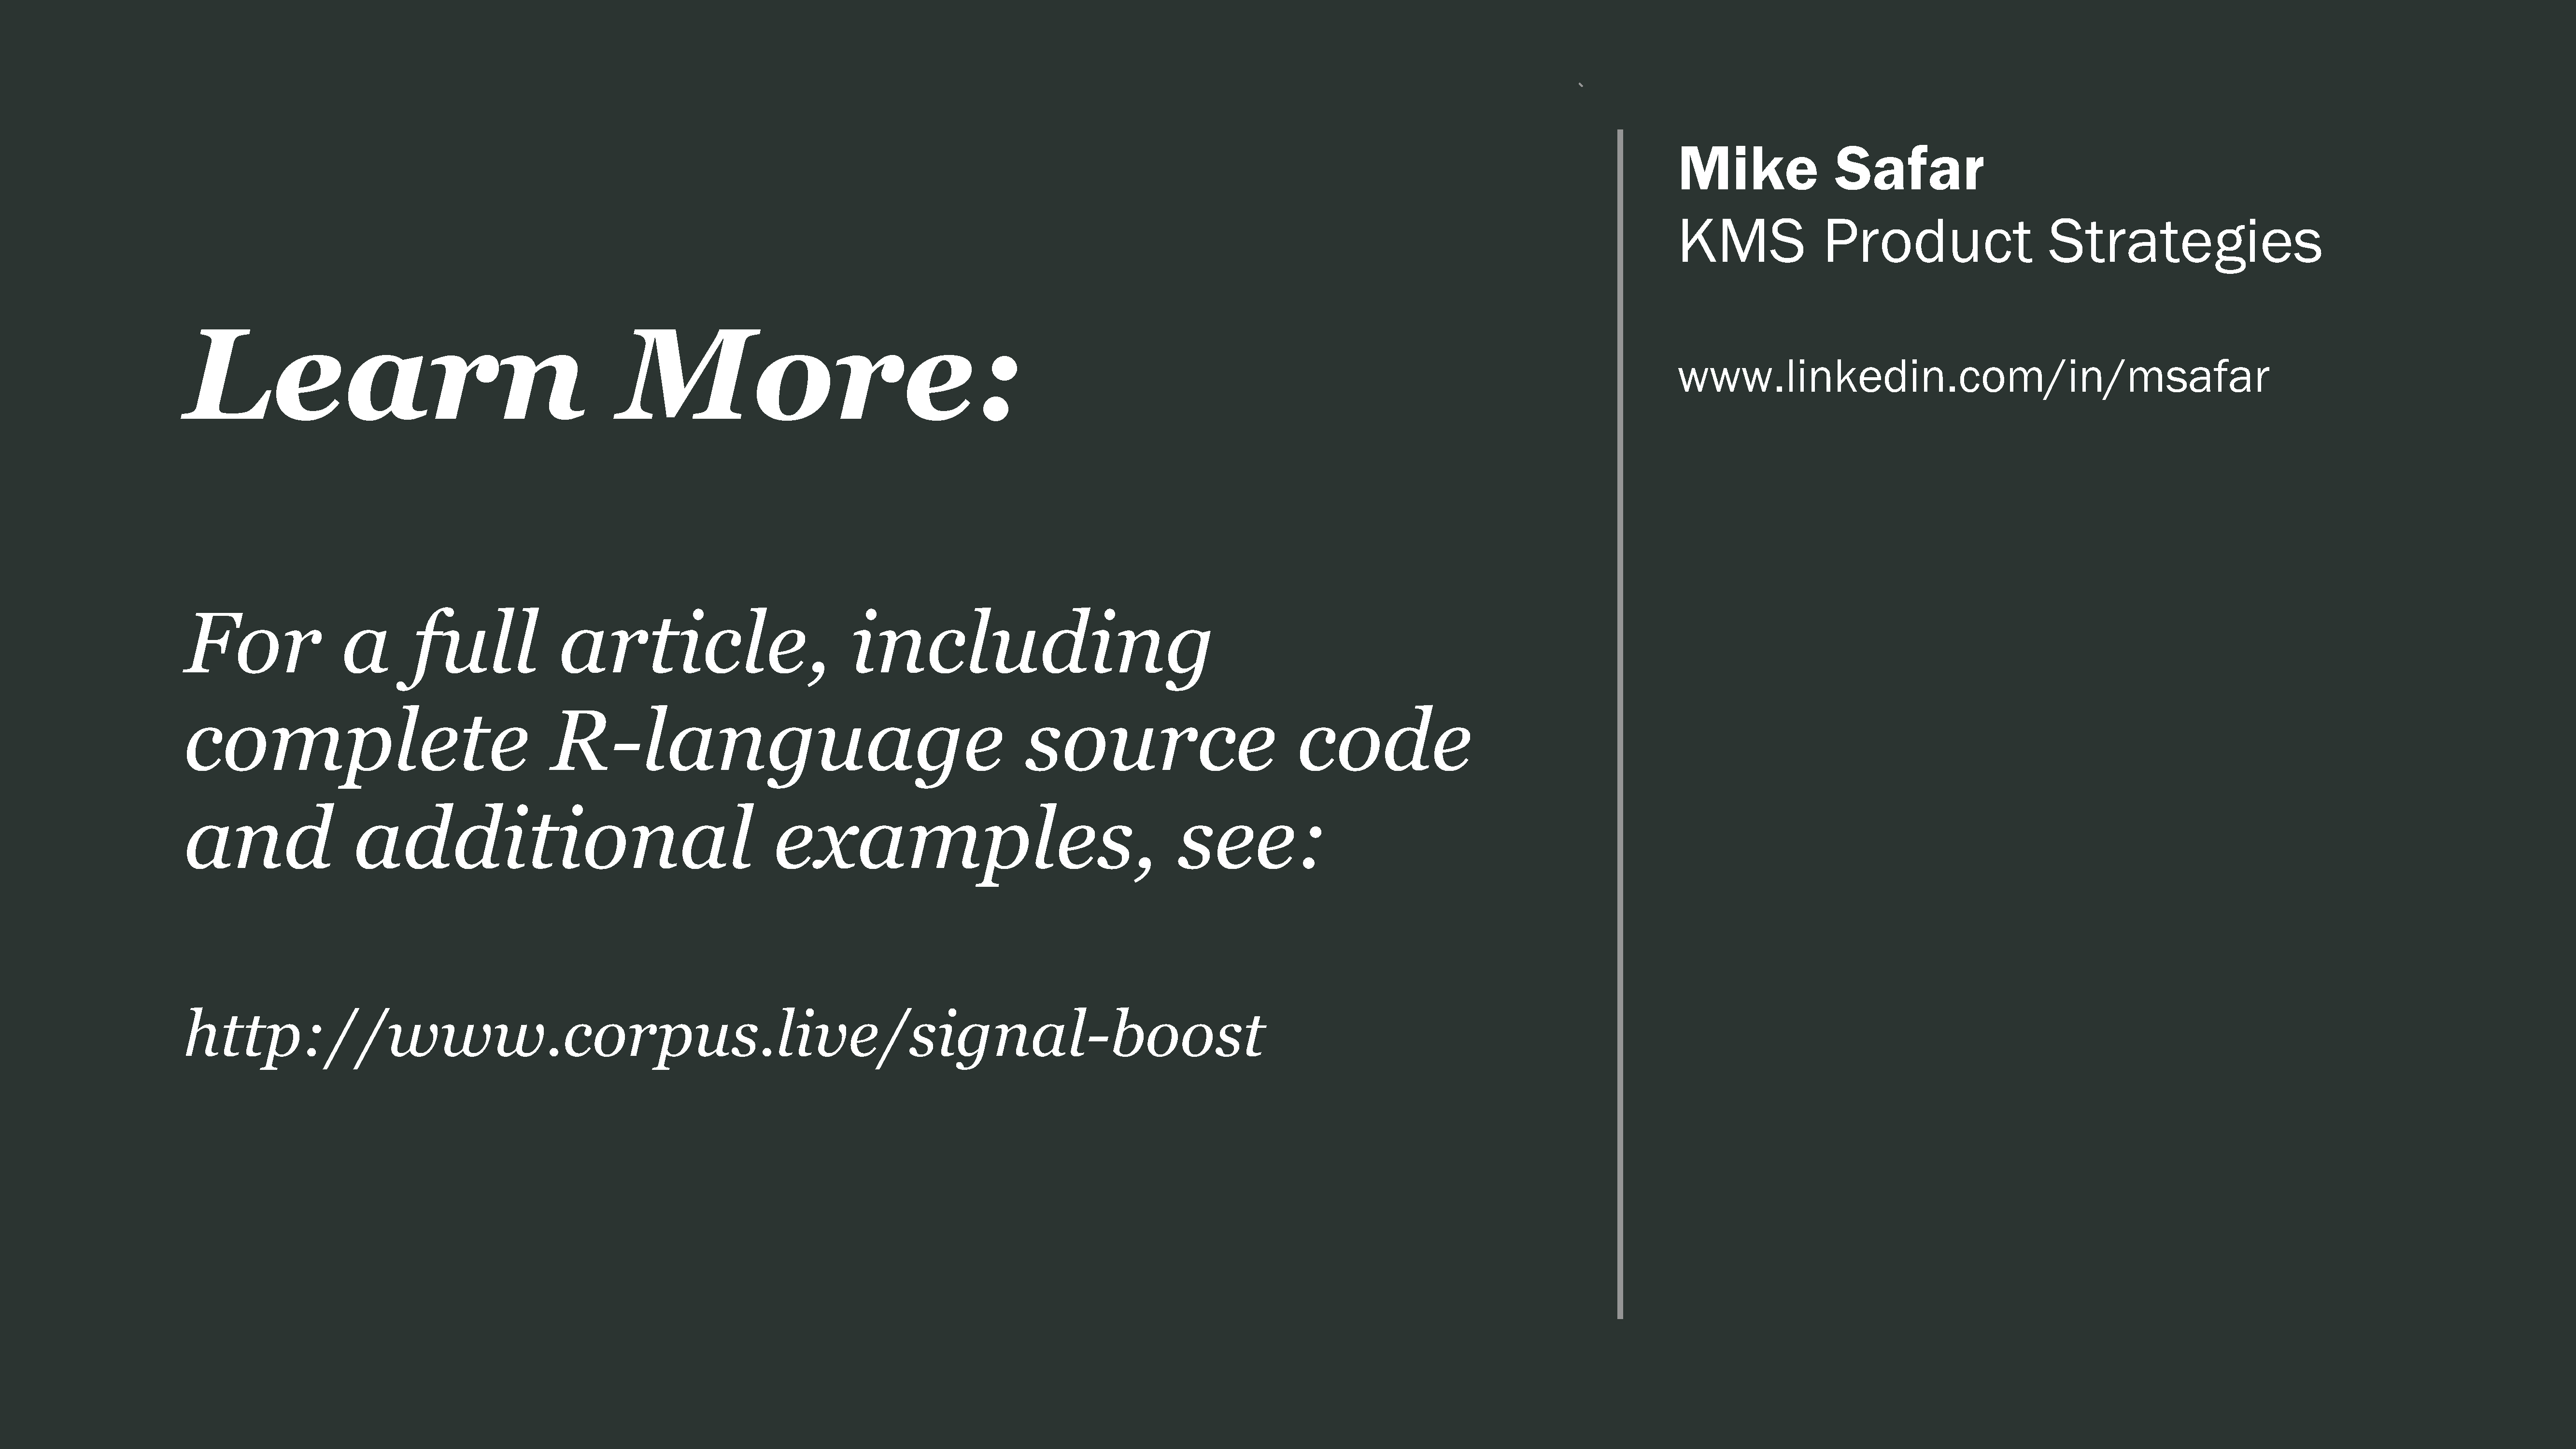 Learn More:
For a full article, including
complete R-language source code
and additional examples, see:
http://www.corpus.live/signal-boost
Mike Safar
KMS Product Strategies
www.linkedin.com/in/msafar